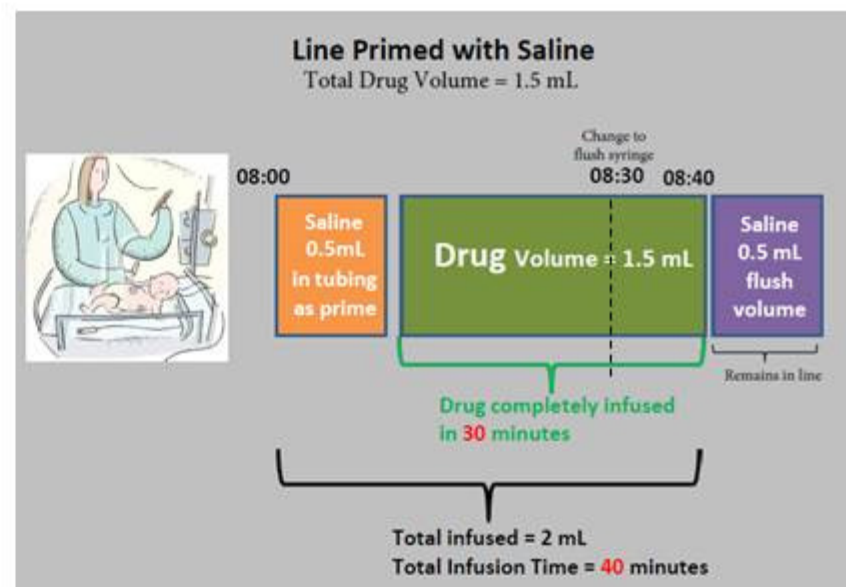 Line Primed with Saline
Total Drug Volume = 1.5 mL
Change to
flush syringe
08:00
08:30
08:40
Saline
0.5mL
in tubing
as prime
Drug Volume = 1.5 mL
Saline
0.5 mL
flush
volume
Remains in line
Drug completely infused
in 30 minutes
Total infused = 2 mL
Total Infusion Time = 40 minutes